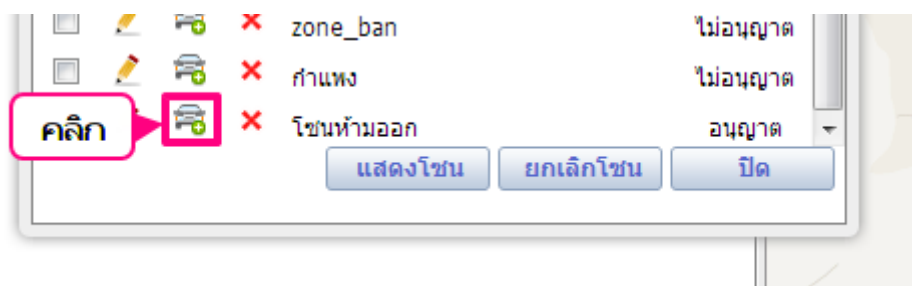 zone_ban ไม่อนุญาต
กำแพง ไม่อนุญาต
คลิก โซนห้ามออก อนุญาต
แสดงโซน ยกเลิกโซน ปิด